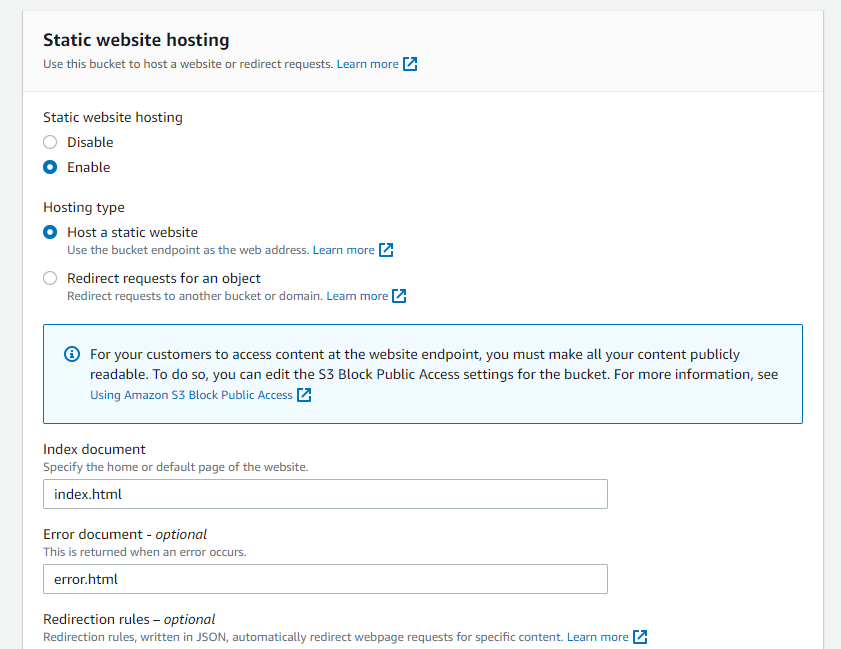 Static website hosting
Use this bucket to host a website or redirect requests. Learn more
Static website hosting
Disable
Enable
Hosting type
Host a static website
Use the bucket endpoint as the web address. Learn more
Redirect requests for an object
Redirect requests to another bucket or domain. Learn more
For your customers to access content at the website endpoint, you must make all your content publicly
readable. To do so, you can edit the S3 Block Public Access settings for the bucket. For more information, see
Using Amazon S3 Block Public Access
Index document
Specify the home or default page of the website.
index.html
Error document - optional
This is returned when an error occurs.
error.html
Redirection rules – optional
Redirection rules, written in JSON, automatically redirect webpage requests for specific content. Learn more